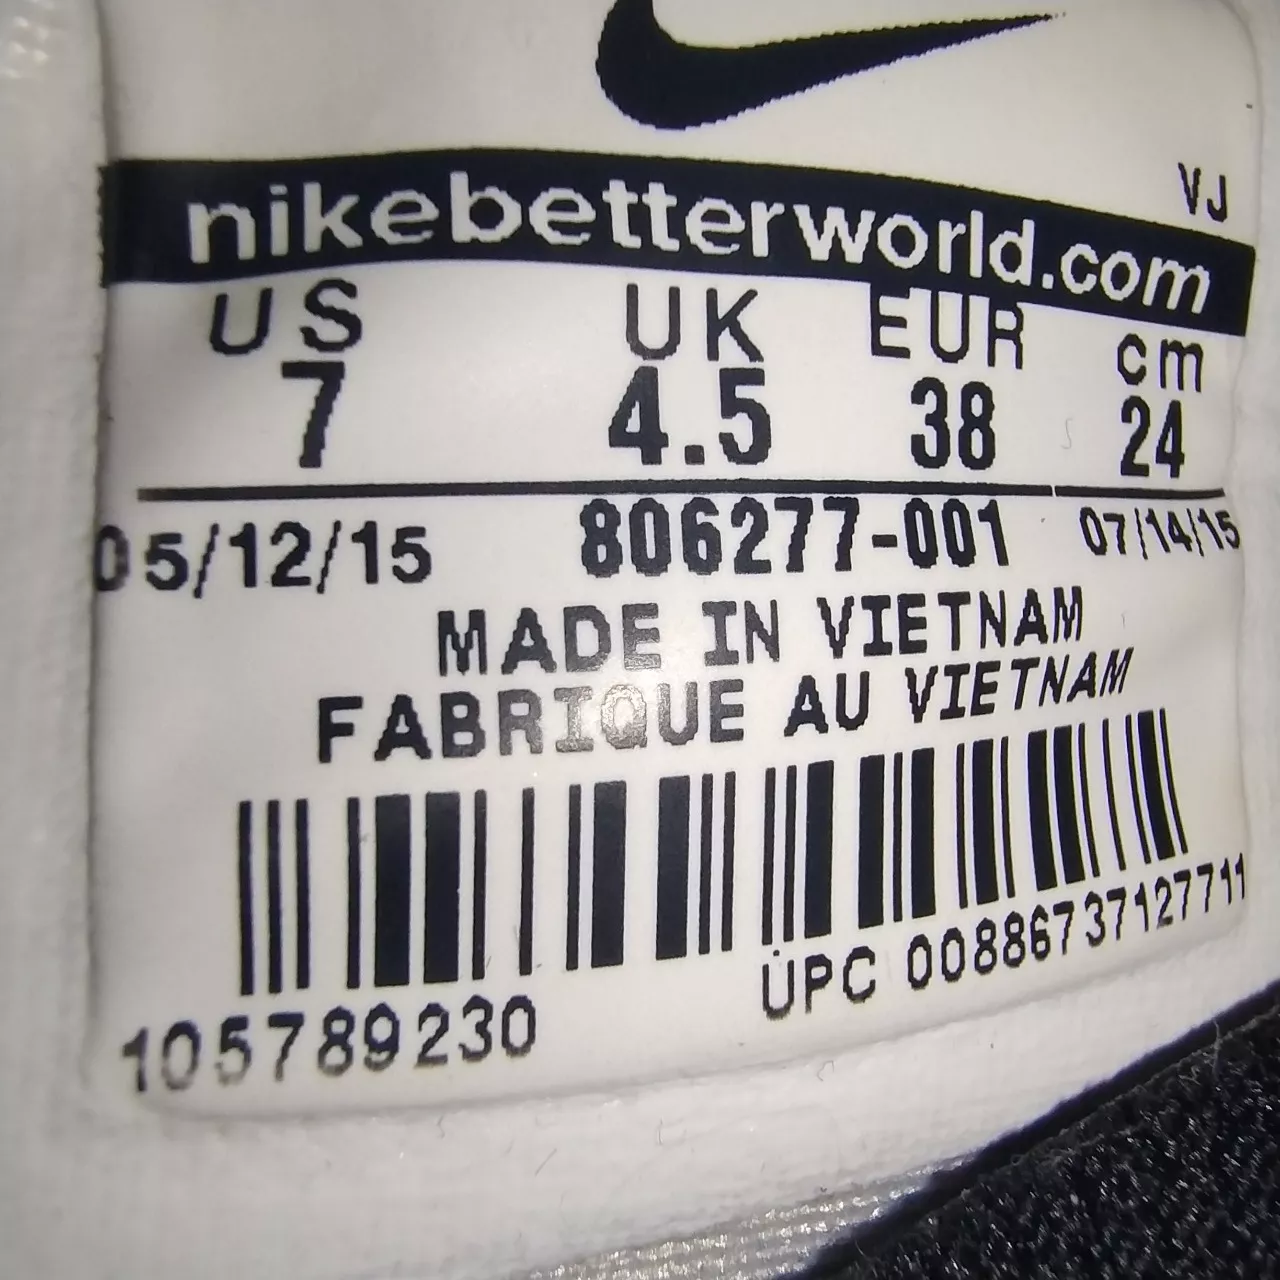 VJ
nikebetterworld.com
US UK EUR cm
7 4.5 38 24
05/12/15 806277-001 07/14/15
MADE IN VIETNAM
FABRIQUE AU VIETNAM
UPC 00886737127711
105789230